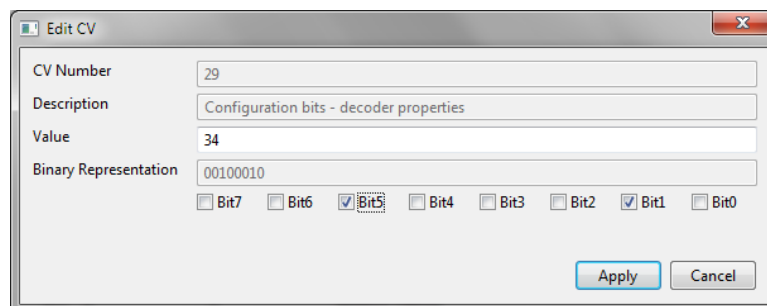 Edit CV
CV Number 29
Description Configuration bits - decoder properties
Value 34
Binary Representation 00100010
Bit7 Bit6 Bit5 Bit4 Bit3 Bit2 Bit1 Bit0
Apply Cancel